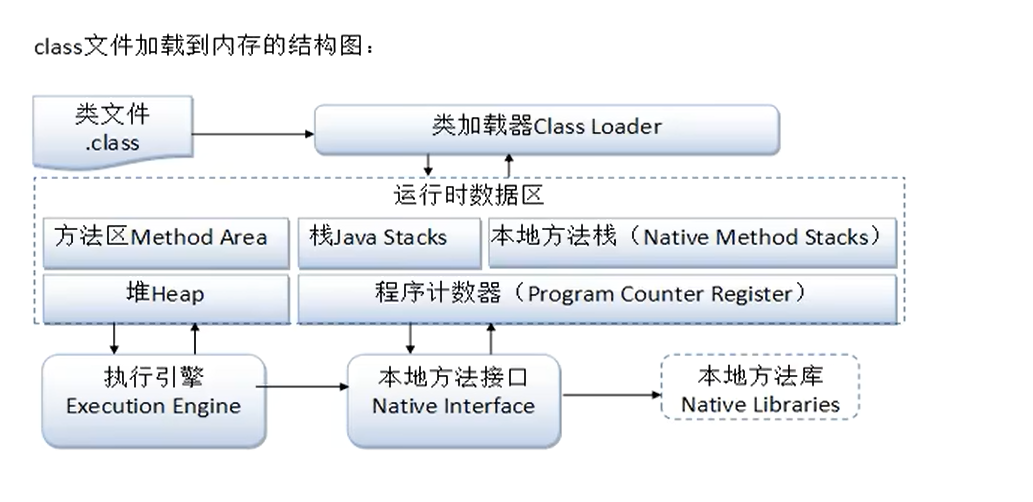 class文件加载到内存的结构图：
类文件
.class
类加载器Class Loader
运行时数据区
方法区Method Area
栈Java Stacks
本地方法栈（Native Method Stacks）
堆Heap
程序计数器（Program Counter Register）
执行引擎
Execution Engine
本地方法接口
Native Interface
本地方法库
Native Libraries